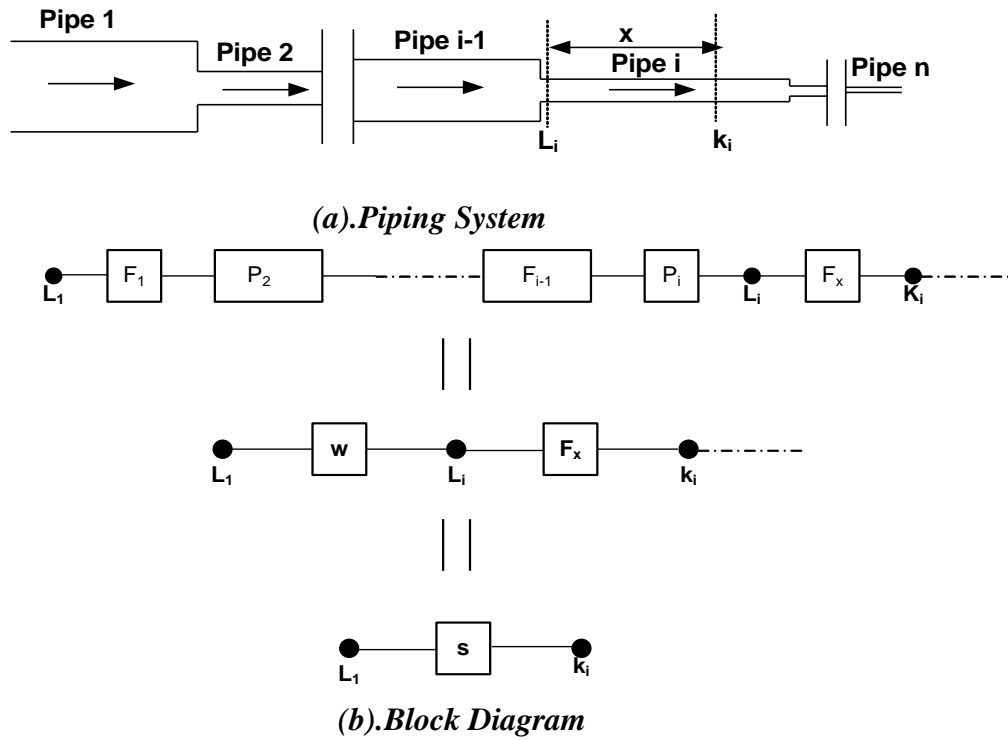 Pipe 1
Pipe 2
Pipe i-1
x
Pipe i
Pipe n
Lᵢ
kᵢ
(a).Piping System
F₁
P₂
Fᵢ₋₁
Pᵢ
Fₓ
L₁
Lᵢ
Kᵢ
w
Fₓ
L₁
Lᵢ
kᵢ
s
L₁
kᵢ
(b).Block Diagram